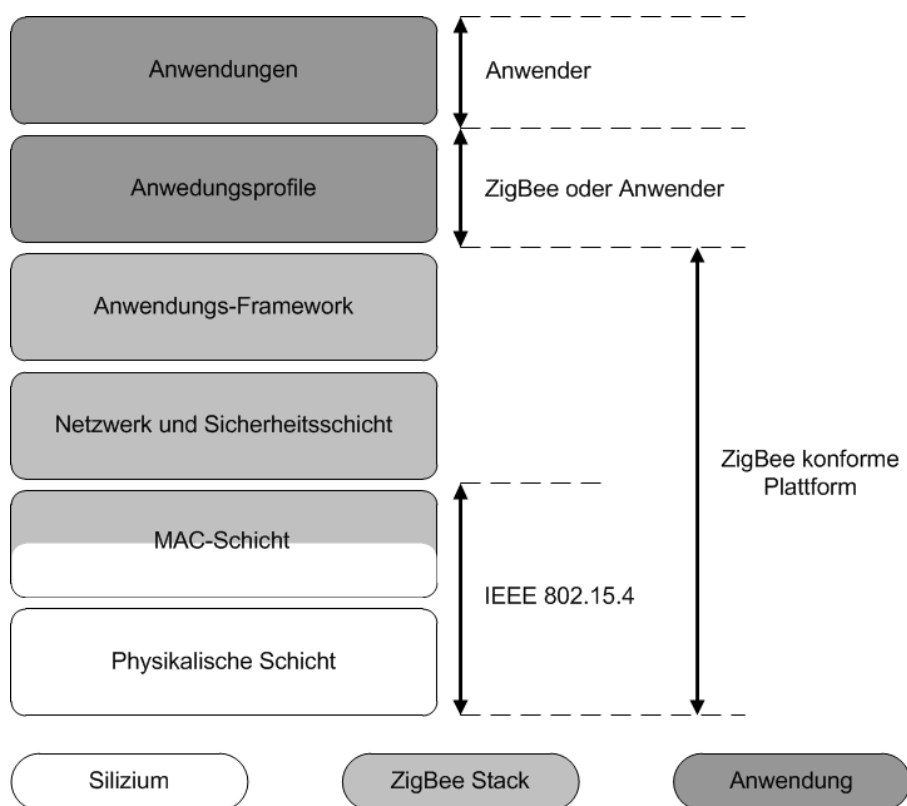 Anwendungen
Anwender
Anwedungsprofile
ZigBee oder Anwender
Anwendungs-Framework
Netzwerk und Sicherheitsschicht
ZigBee konforme
Plattform
MAC-Schicht
IEEE 802.15.4
Physikalische Schicht
Silizium
ZigBee Stack
Anwendung